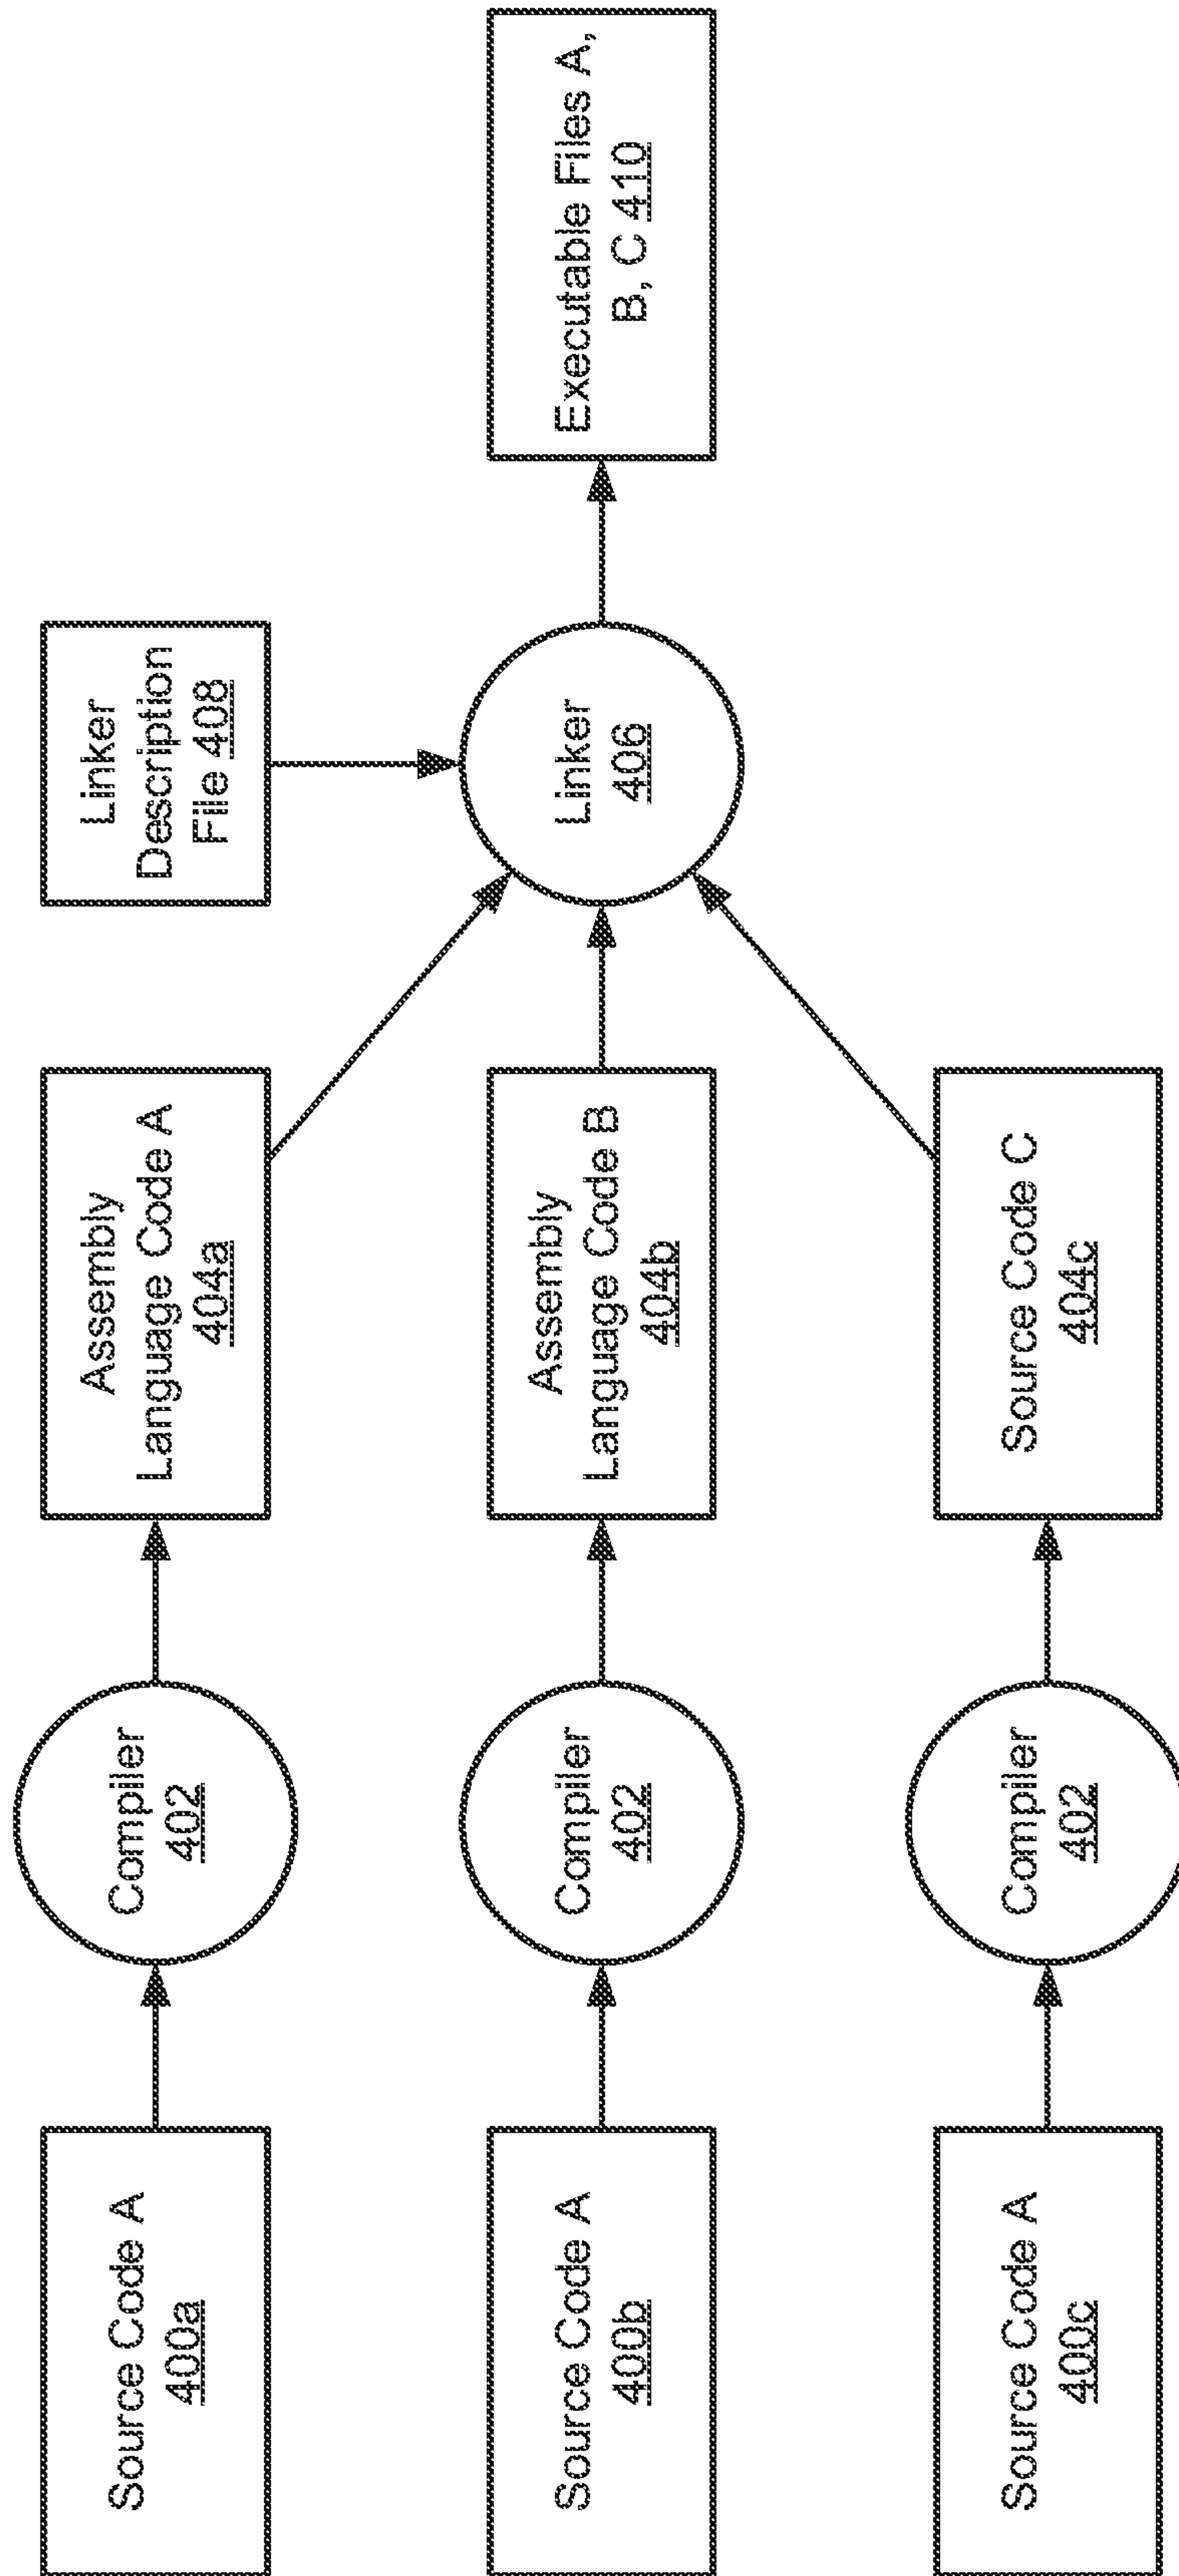 Source Code A
400a
Compiler
402
Assembly
Language Code A
404a
Linker
Description
File 408
Source Code A
400b
Compiler
402
Assembly
Language Code B
404b
Linker
406
Executable Files A,
B, C 410
Source Code A
400c
Compiler
402
Source Code C
404c